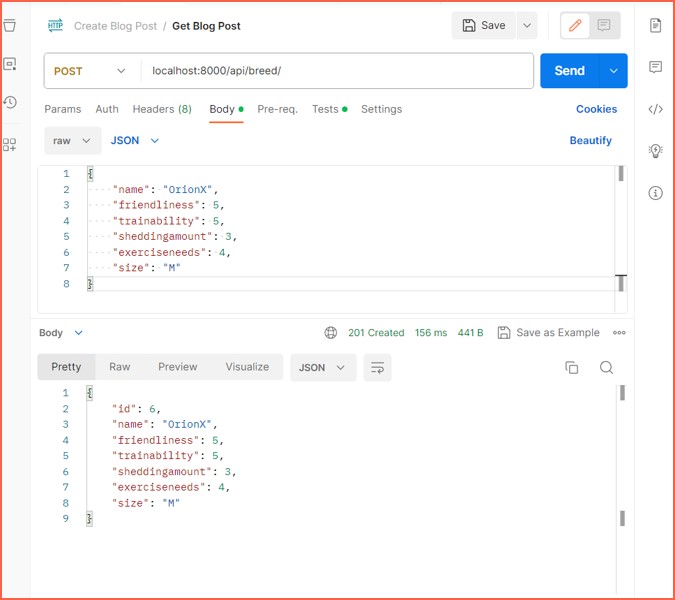 HTTP Create Blog Post / Get Blog Post Save
POST localhost:8000/api/breed/ Send
Params Auth Headers (8) Body Pre-req. Tests Settings Cookies
raw JSON Beautify
1 {
2 "name": "OrionX",
3 "friendliness": 5,
4 "trainability": 5,
5 "sheddingamount": 3,
6 "exerciseneeds": 4,
7 "size": "M"
8 }
Body 201 Created 156 ms 441 B Save as Example
Pretty Raw Preview Visualize JSON
1 {
2 "id": 6,
3 "name": "OrionX",
4 "friendliness": 5,
5 "trainability": 5,
6 "sheddingamount": 3,
7 "exerciseneeds": 4,
8 "size": "M"
9 }